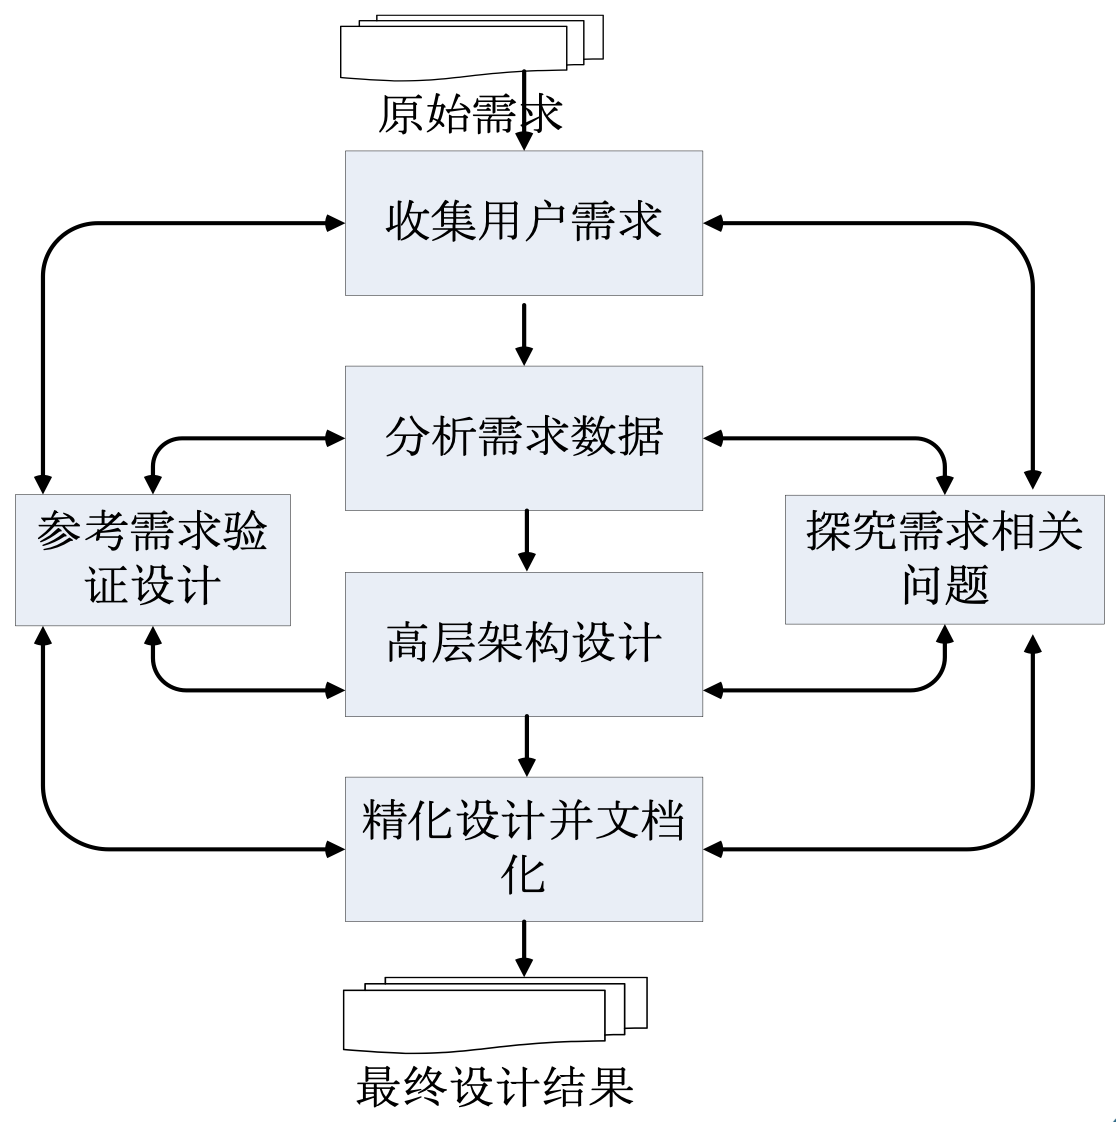 原始需求
收集用户需求
分析需求数据
参考需求验
证设计
探究需求相关
问题
高层架构设计
精化设计并文档
化
最终设计结果